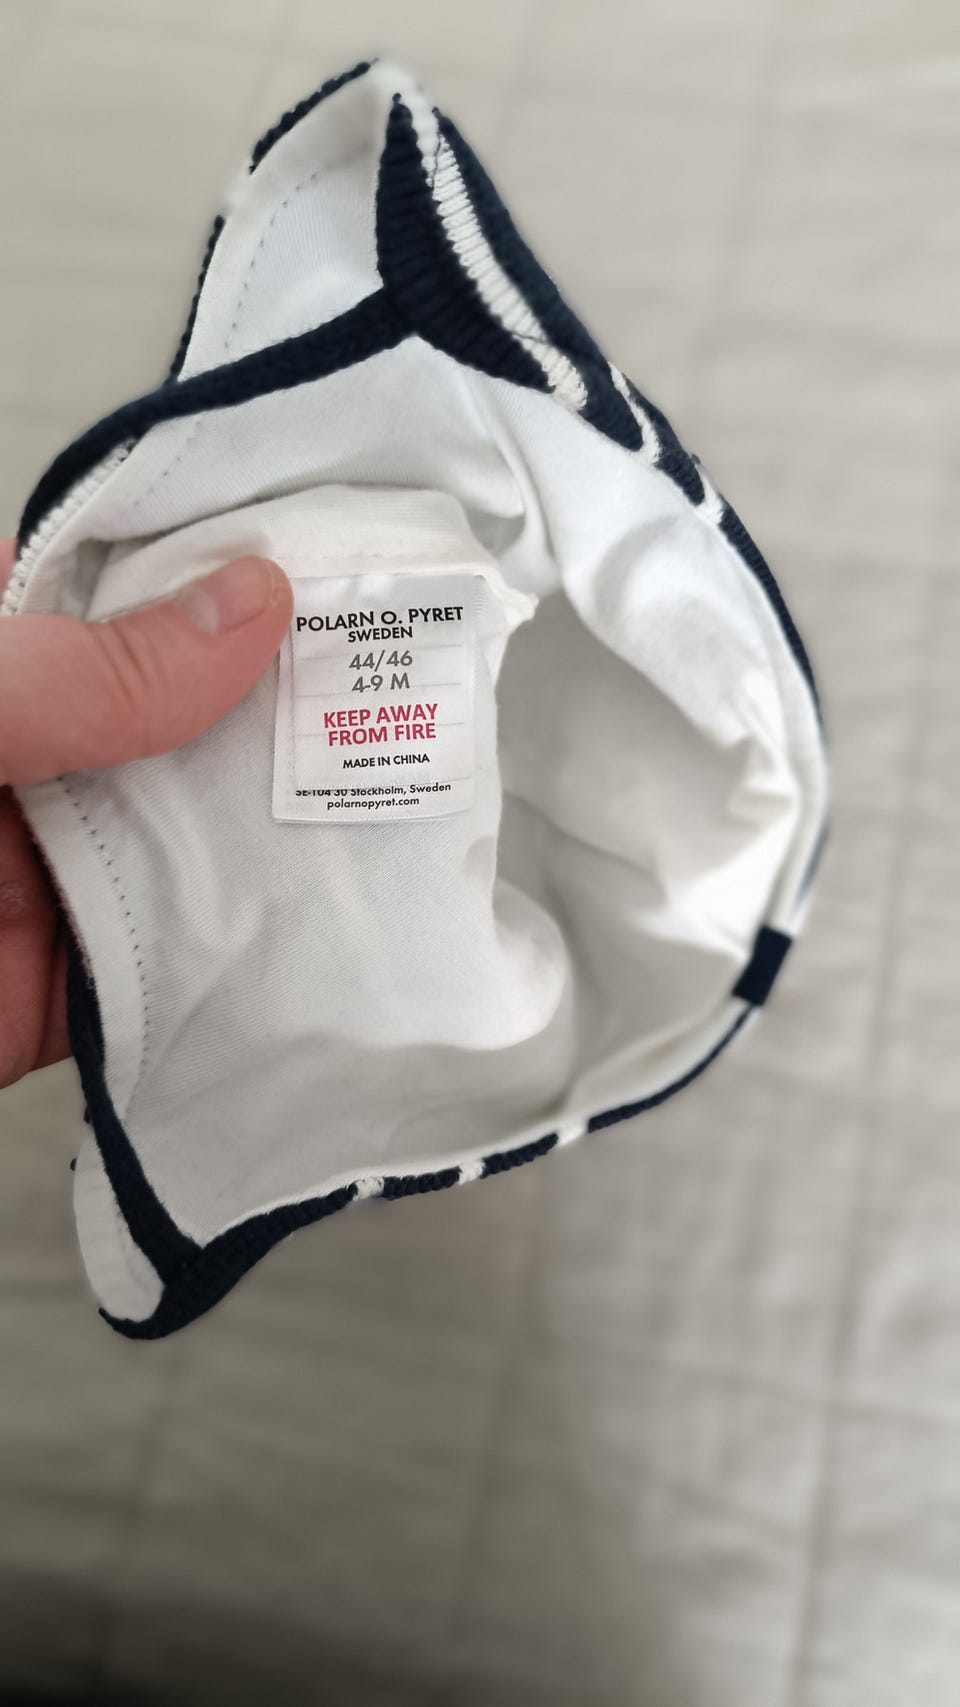 POLARN O. PYRET
SWEDEN
44/46
4-9 M
KEEP AWAY
FROM FIRE
MADE IN CHINA
SE-104 30 Stockholm, Sweden
polarnopyret.com